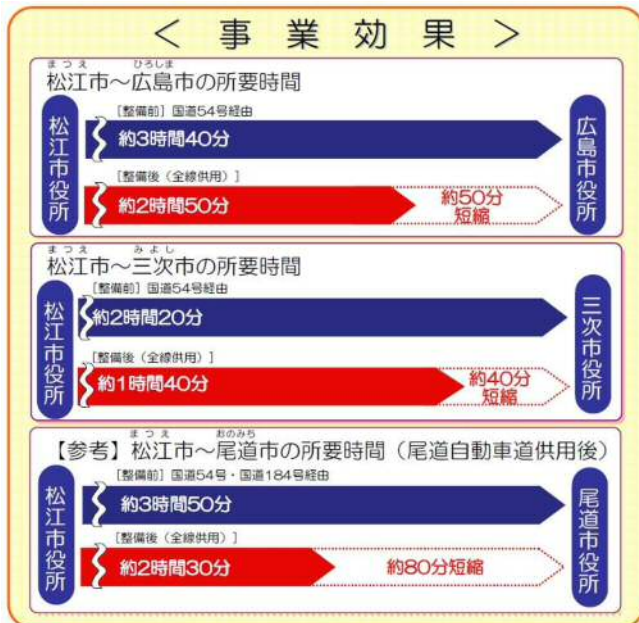 ＜事業効果＞
まつえ ひろしま
松江市～広島市の所要時間
[整備前] 国道54号経由
松江市役所
約3時間40分
広島市役所
[整備後（全線供用）]
約2時間50分
約50分
短縮
まつえ みよし
松江市～三次市の所要時間
[整備前] 国道54号経由
松江市役所
約2時間20分
三次市役所
[整備後（全線供用）]
約1時間40分
約40分
短縮
まつえ おのみち
【参考】松江市～尾道市の所要時間（尾道自動車道供用後）
[整備前] 国道54号・国道184号経由
松江市役所
約3時間50分
尾道市役所
[整備後（全線供用）]
約2時間30分
約80分短縮